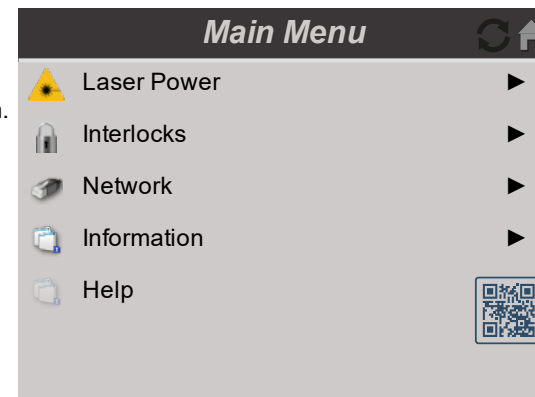 Main Menu
Laser Power
n.
Interlocks
Network
Information
Help